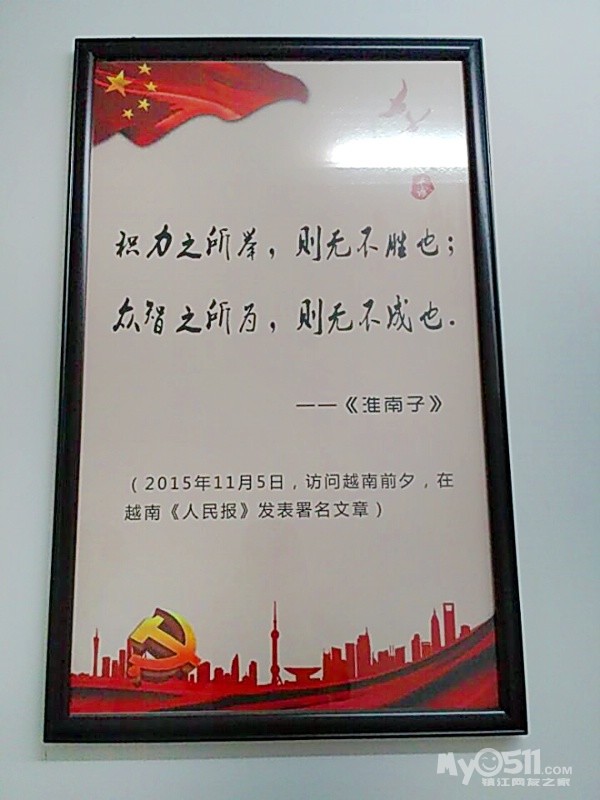 积力之所举，则无不胜也；
众智之所为，则无不成也.
——《淮南子》
（2015年11月5日，访问越南前夕，在
越南《人民报》发表署名文章）
My0511.COM
镇江网友之家